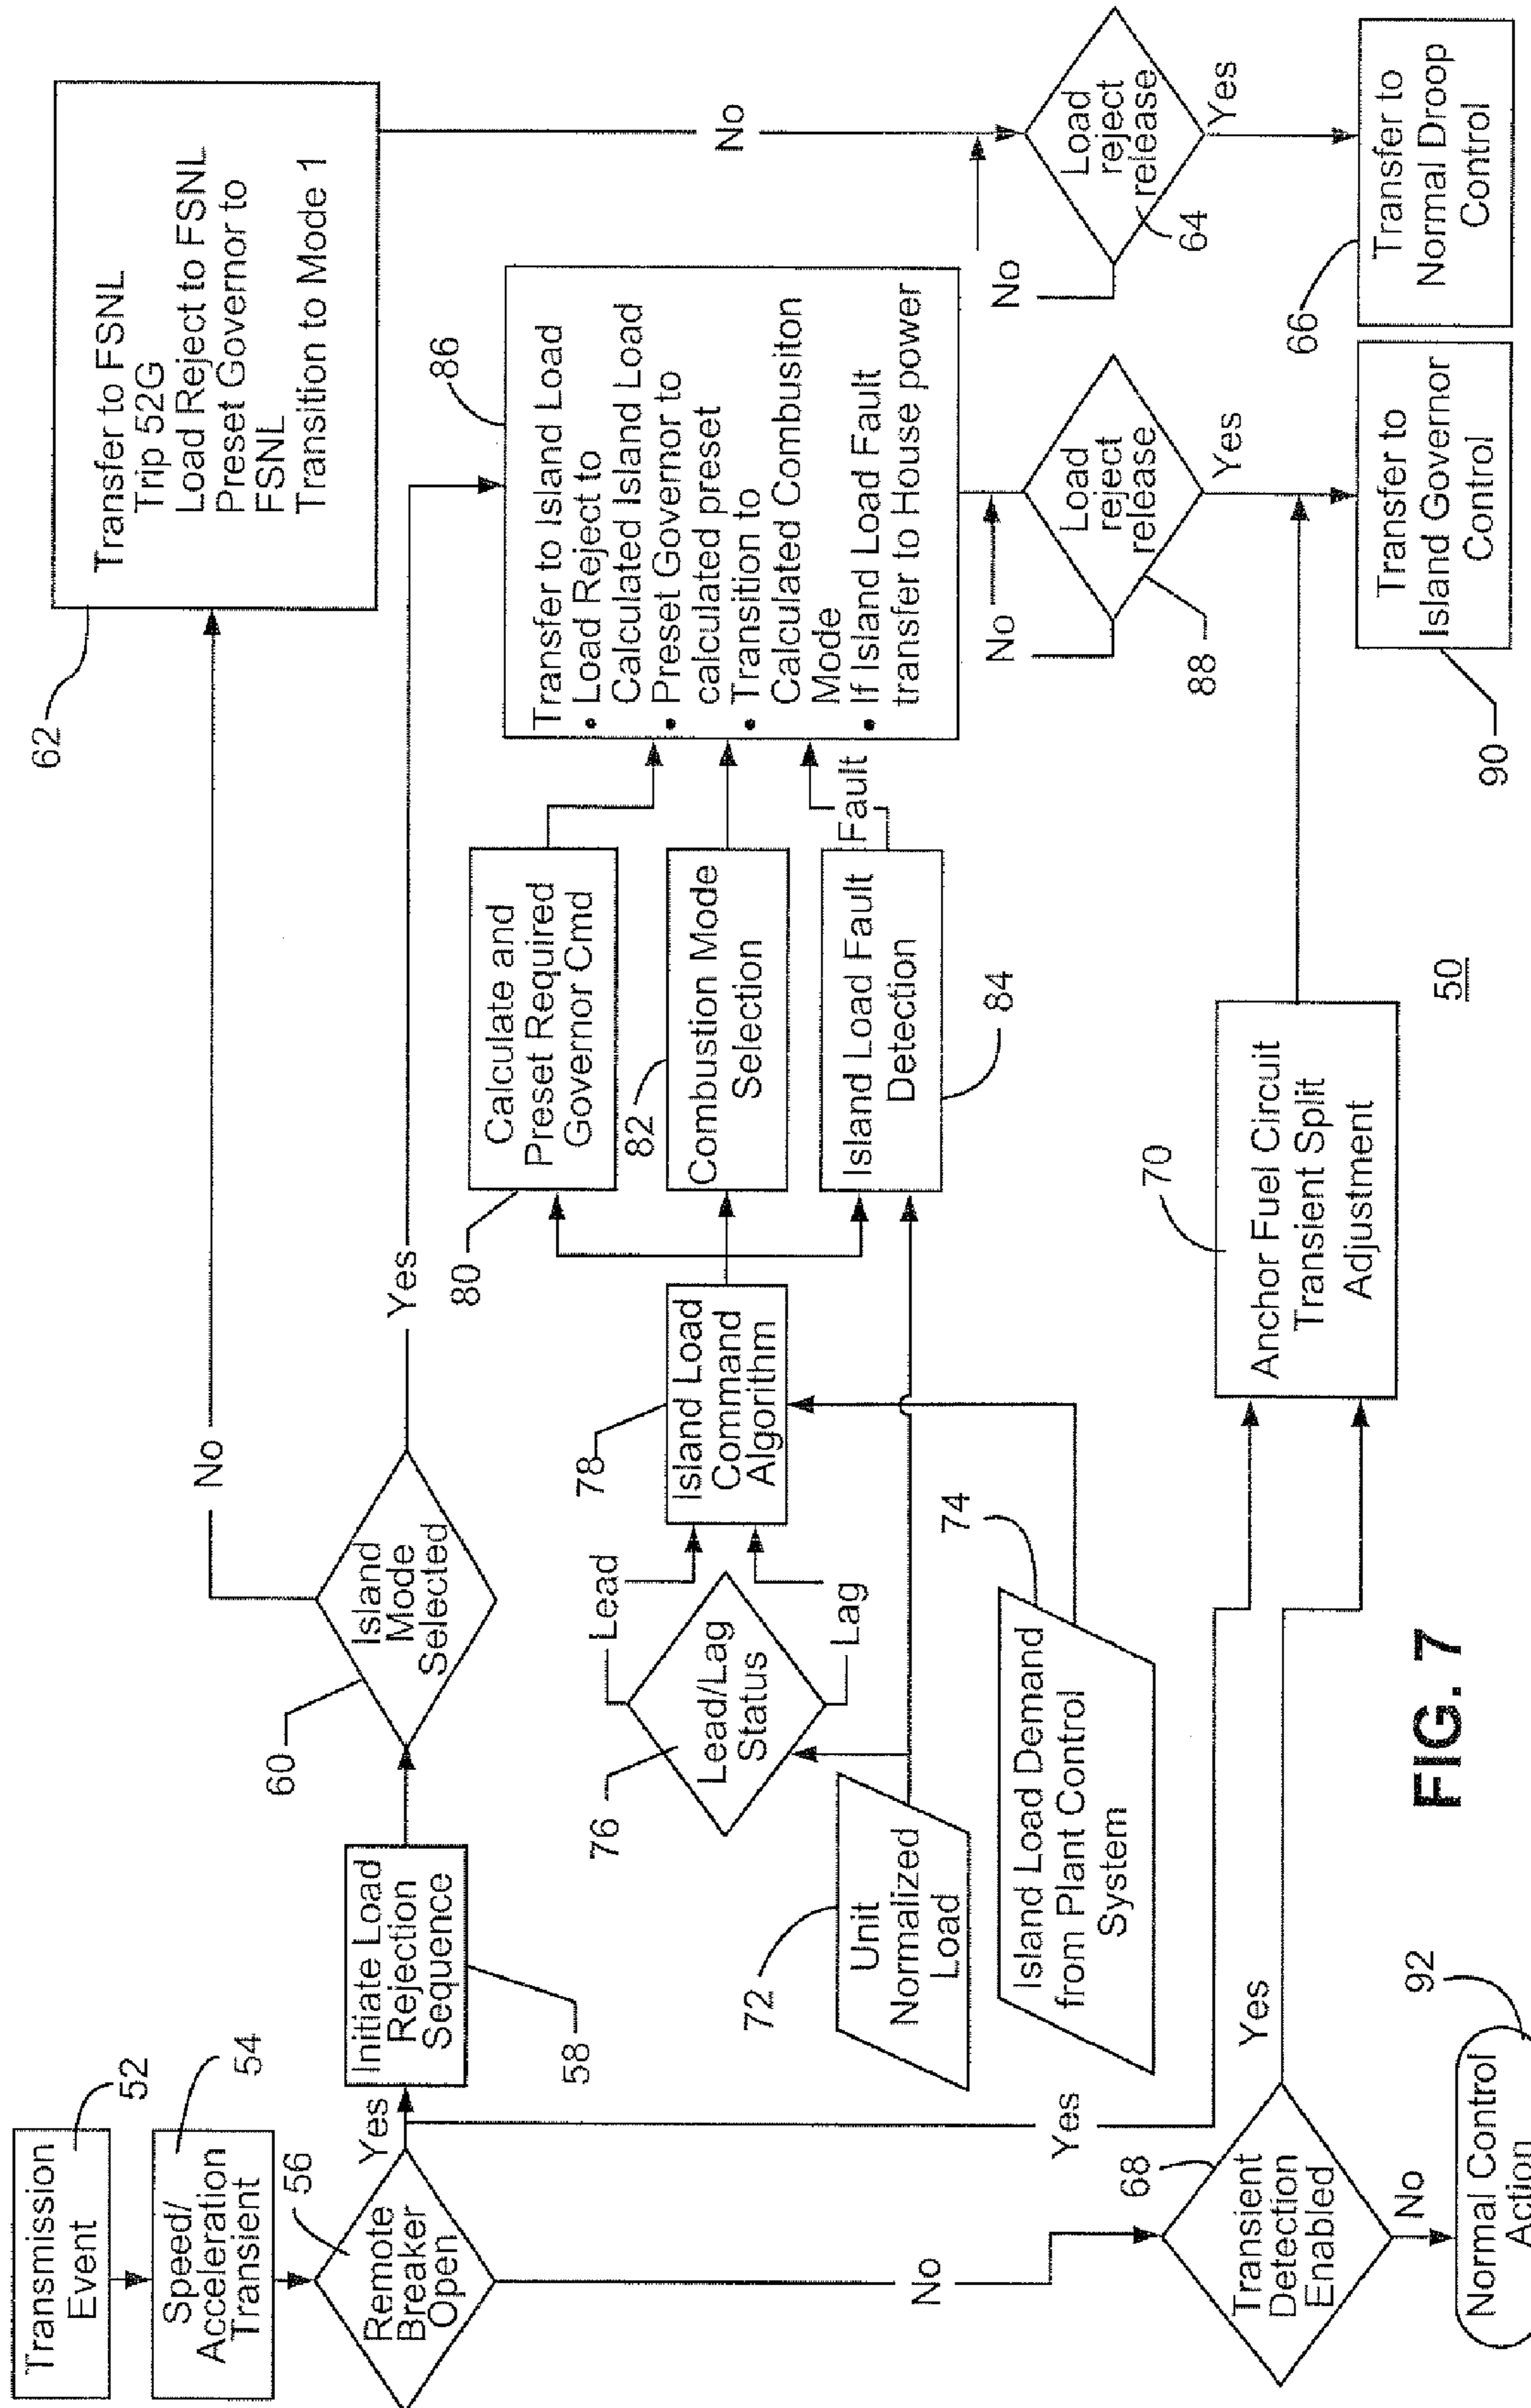 Transmission
Event
52
Speed/
Acceleration
Transient
54
Remote
Breaker
Open
56
Yes
No
Initiate Load
Rejection
Sequence
58
Island
Mode
Selected
60
No
Yes
Transfer to FSNL
Trip 52G
Load Reject to FSNL
Preset Governor to
FSNL
Transition to Mode 1
62
No
No
Load
reject
release
64
Yes
Transfer to
Normal Droop
Control
66
Transient
Detection
Enabled
68
Yes
Yes
No
Normal Control
Action
92
Anchor Fuel Circuit
Transient Split
Adjustment
70
Unit
Normalized
Load
72
Island Load Demand
from Plant Control
System
74
Lead/Lag
Status
76
Lead
Lag
Island Load
Command
Algorithm
78
Calculate and
Preset Required
Governor Cmd
80
Combustion Mode
Selection
82
Island Load Fault
Detection
84
Fault
Transfer to Island Load
• Load Reject to
Calculated Island Load
• Preset Governor to
calculated preset
• Transition to
Calculated Combusiton
Mode
• If Island Load Fault
transfer to House power
86
No
Load
reject
release
88
Yes
Transfer to
Island Governor
Control
90
50
FIG. 7